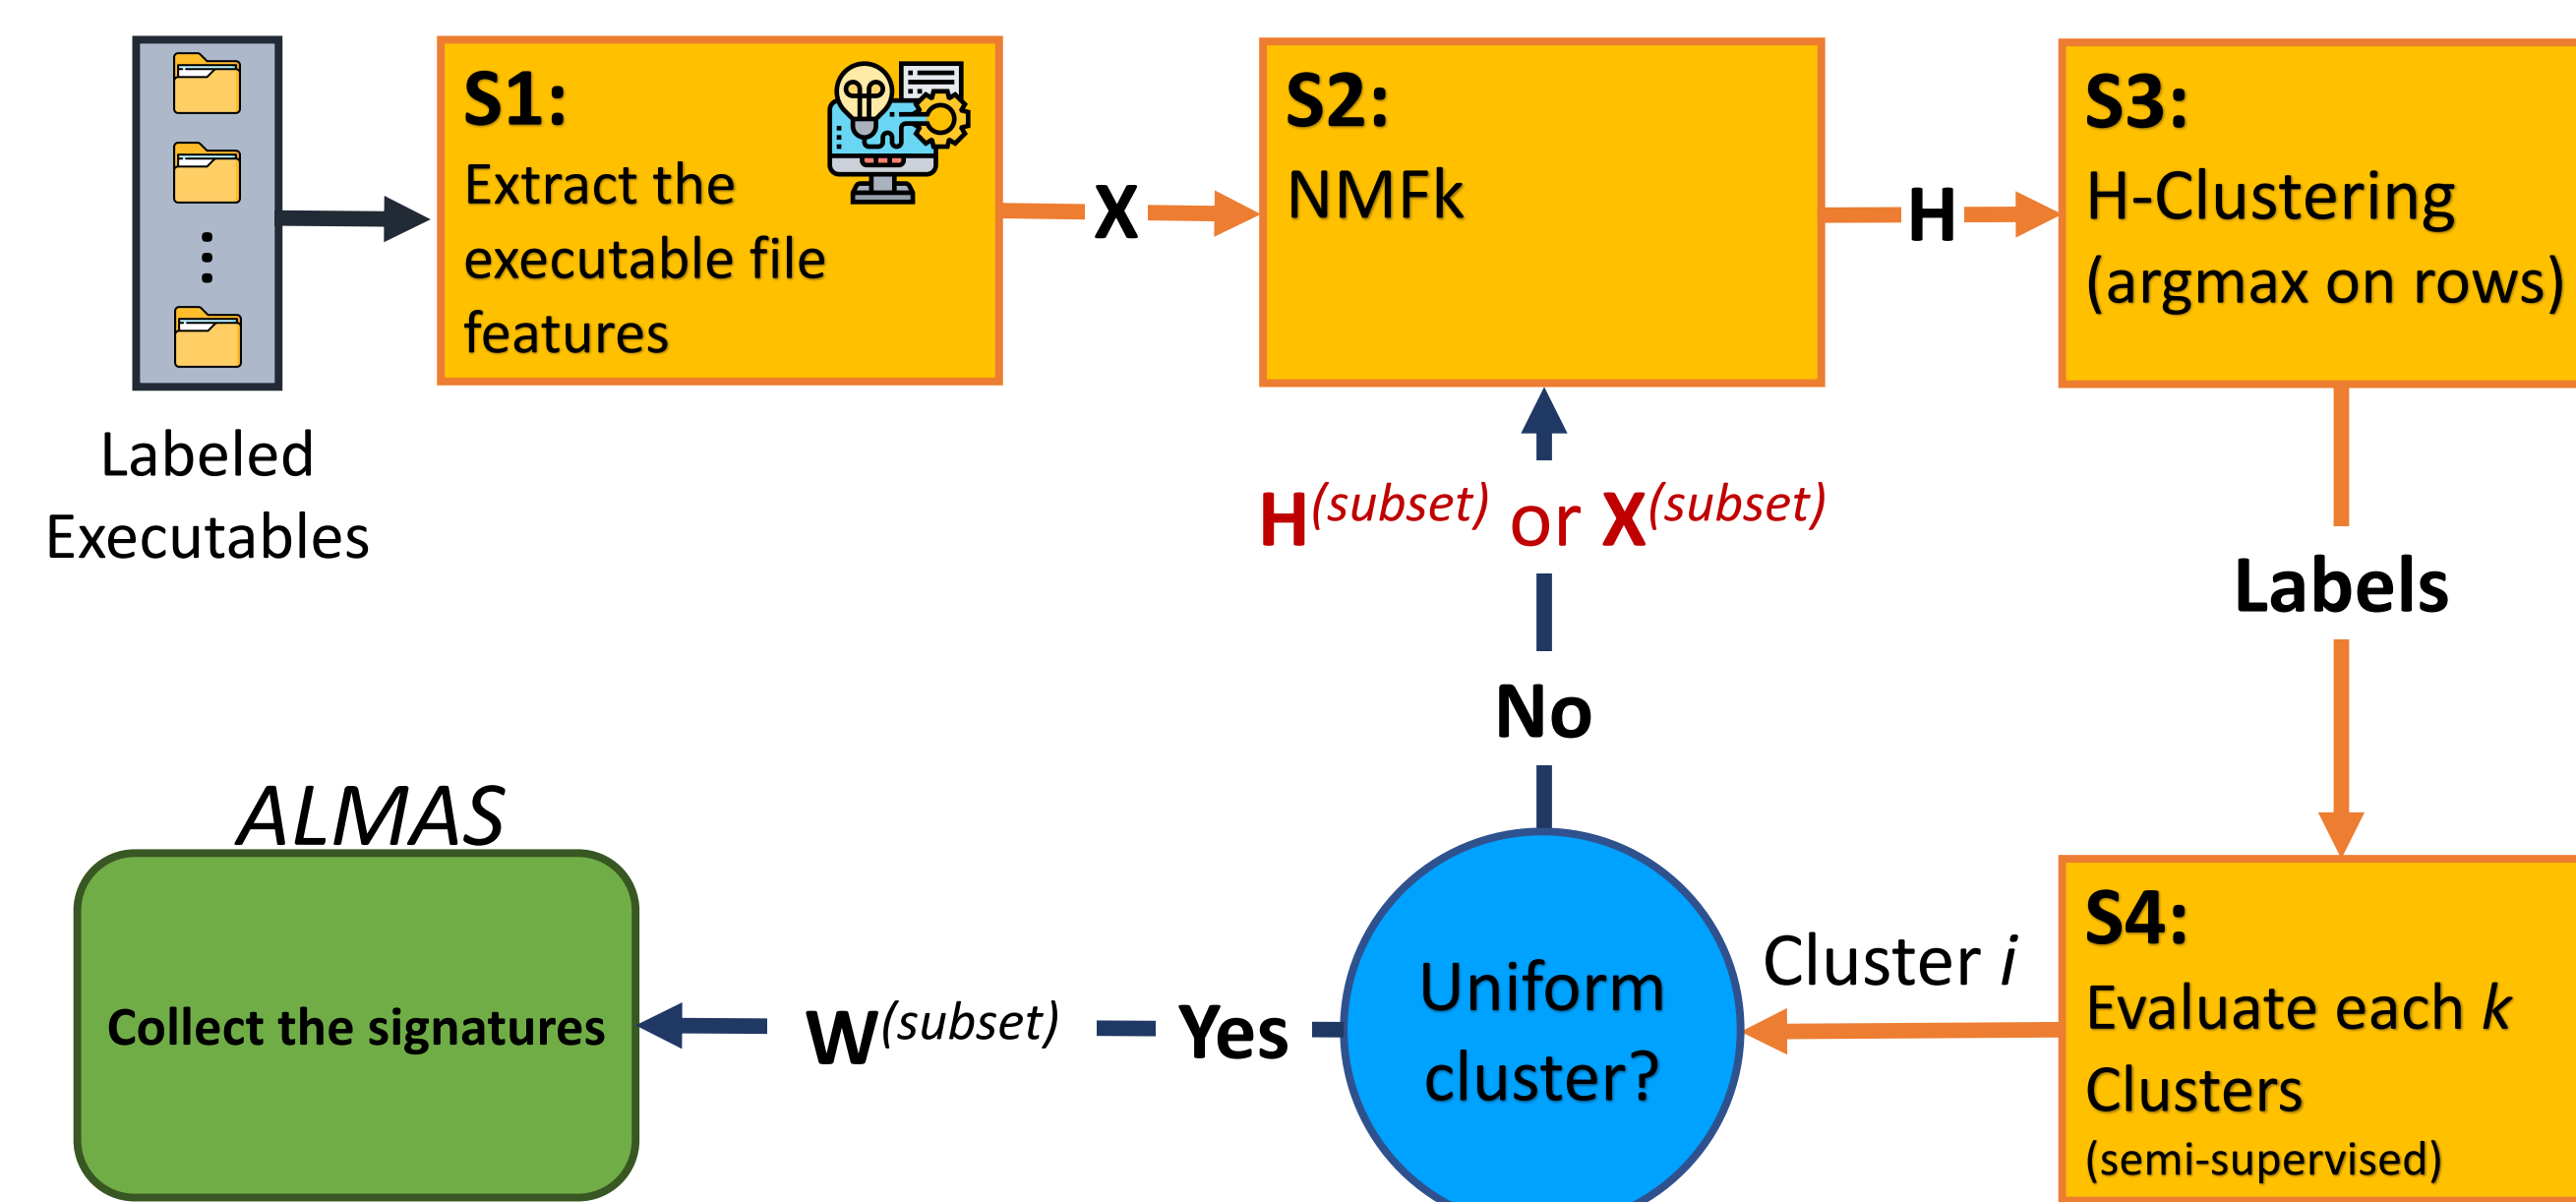 S1:
Extract the
executable file
features
X
S2:
NMFk
H
S3:
H-Clustering
(argmax on rows)
Labeled
Executables
H(subset) or X(subset)
Labels
No
ALMAS
Collect the signatures
W(subset)
Yes
Uniform
cluster?
Cluster i
S4:
Evaluate each k
Clusters
(semi-supervised)